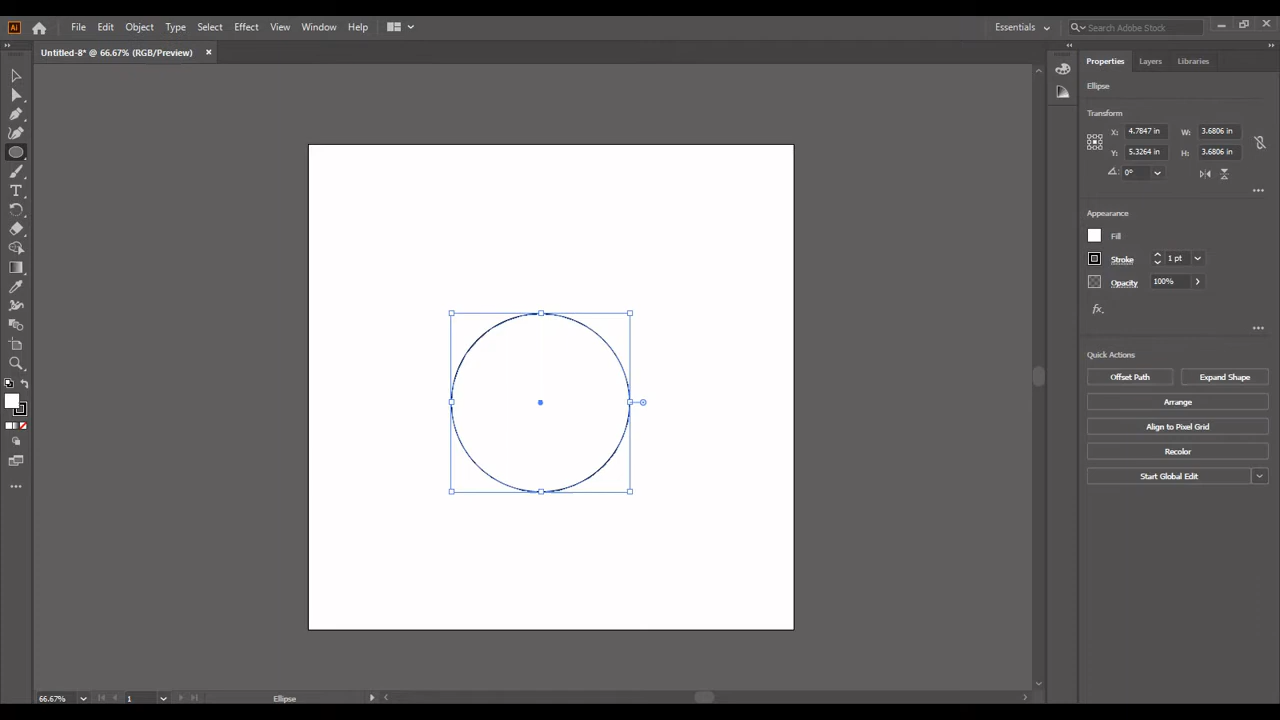 Ai File Edit Object Type Select Effect View Window Help Essentials Search Adobe Stock
Untitled-8* @ 66.67% (RGB/Preview) ×
Properties Layers Libraries
Ellipse
Transform
X: 4.7847 in W: 3.6806 in
Y: 5.3264 in H: 3.6806 in
0°
Appearance
Fill
Stroke 1 pt
Opacity 100%
fx.
Quick Actions
Offset Path Expand Shape
Arrange
Align to Pixel Grid
Recolor
Start Global Edit
66.67% 1 Ellipse